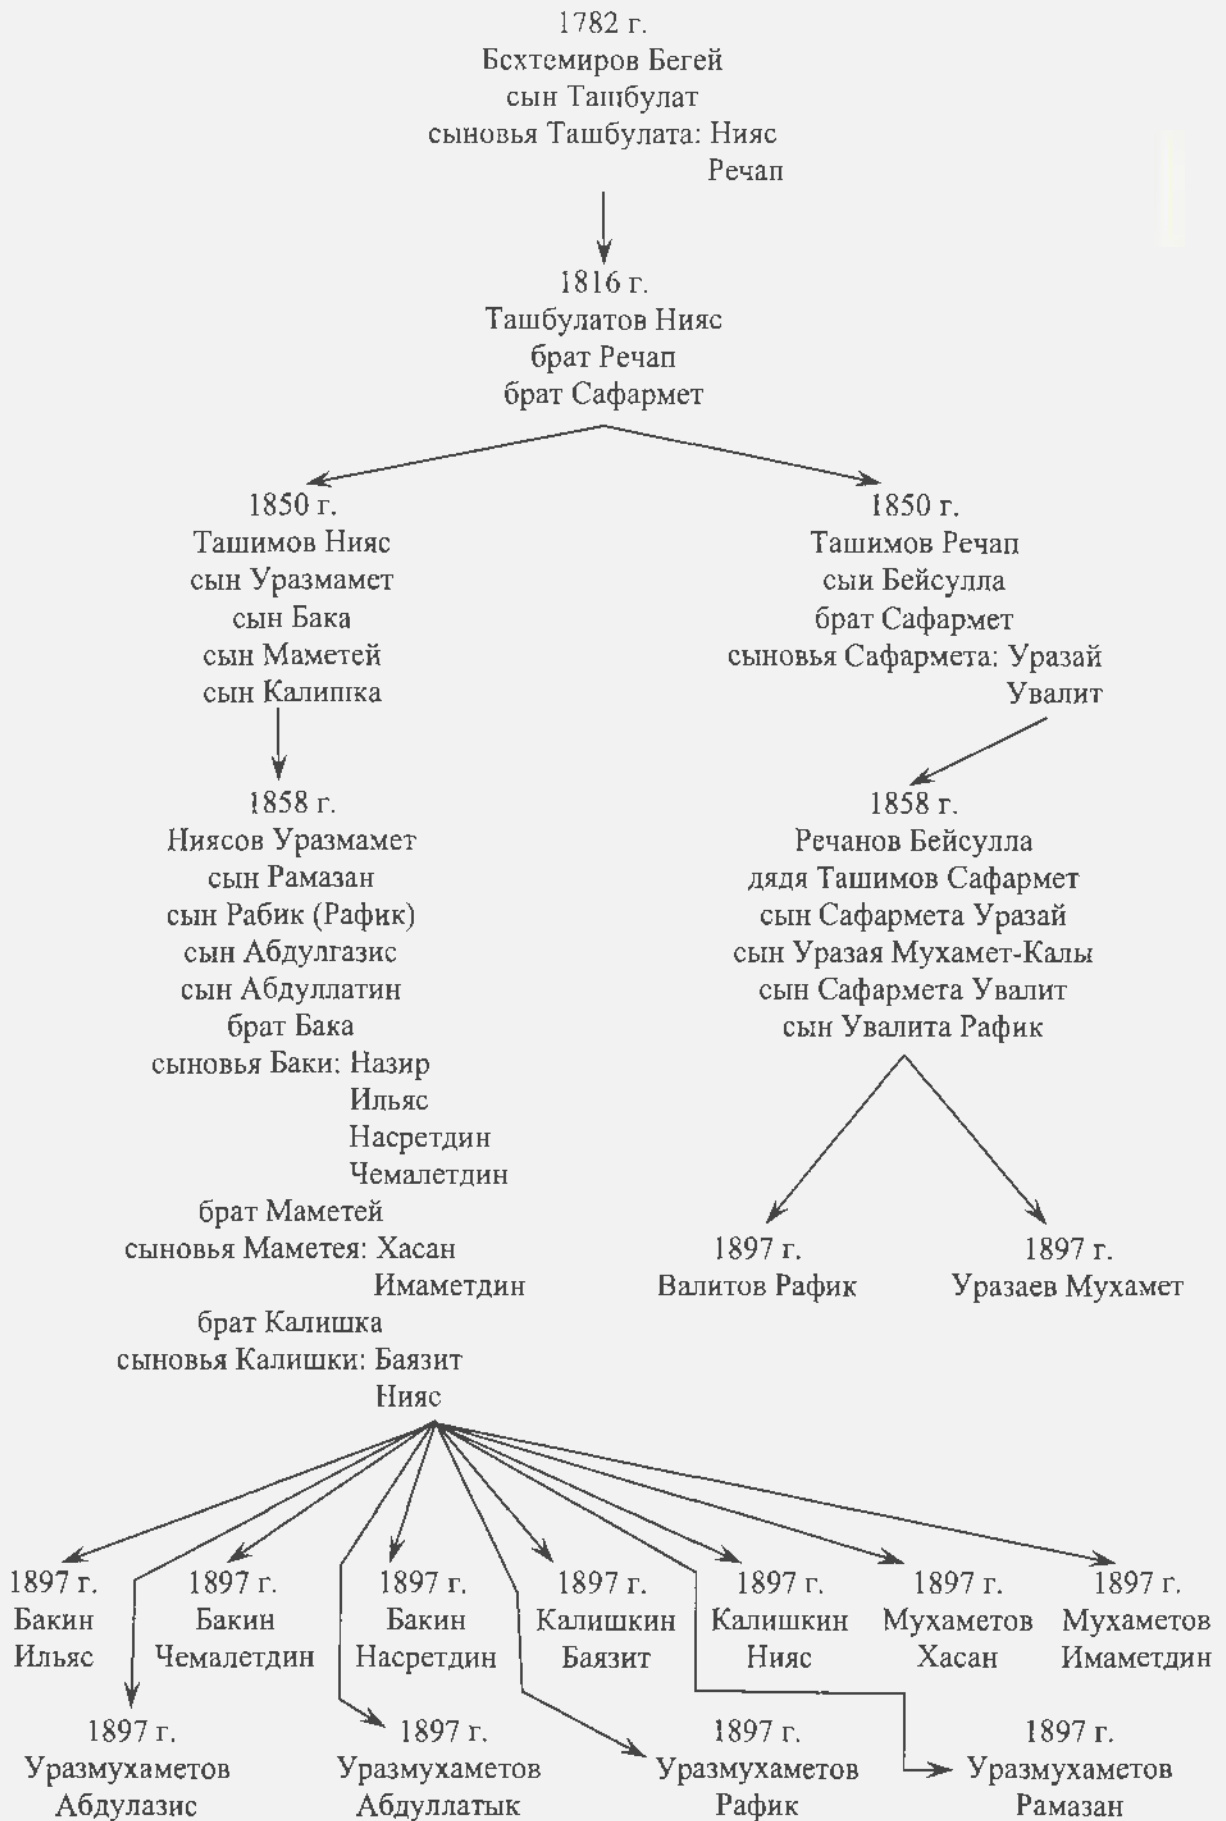 1782 г.
Бехтемиров Бегей
сын Ташбулат
сыновья Ташбулата: Нияс
Речап
1816 г.
Ташбулатов Нияс
брат Речап
брат Сафармет
1850 г.
Ташимов Нияс
сын Уразмамет
сын Бака
сын Маметей
сын Калишка
1850 г.
Ташимов Речап
сыи Бейсулла
брат Сафармет
сыновья Сафармета: Уразай
Увалит
1858 г.
Ниясов Уразмамет
сын Рамазан
сын Рабик (Рафик)
сын Абдулгазис
сын Абдуллатин
брат Бака
сыновья Баки: Назир
Ильяс
Насретдин
Чемалетдин
брат Маметей
сыновья Маметея: Хасан
Имаметдин
брат Калишка
сыновья Калишки: Баязит
Нияс
1858 г.
Речанов Бейсулла
дядя Ташимов Сафармет
сын Сафармета Уразай
сын Уразая Мухамет-Калы
сын Сафармета Увалит
сын Увалита Рафик
1897 г.
Валитов Рафик
1897 г.
Уразаев Мухамет
1897 г.
Бакин
Ильяс
1897 г.
Бакин
Чемалетдин
1897 г.
Бакин
Насретдин
1897 г.
Калишкин
Баязит
1897 г.
Калишкин
Нияс
1897 г.
Мухаметов
Хасан
1897 г.
Мухаметов
Имаметдин
1897 г.
Уразмухаметов
Абдулазис
1897 г.
Уразмухаметов
Абдуллатык
1897 г.
Уразмухаметов
Рафик
1897 г.
Уразмухаметов
Рамазан